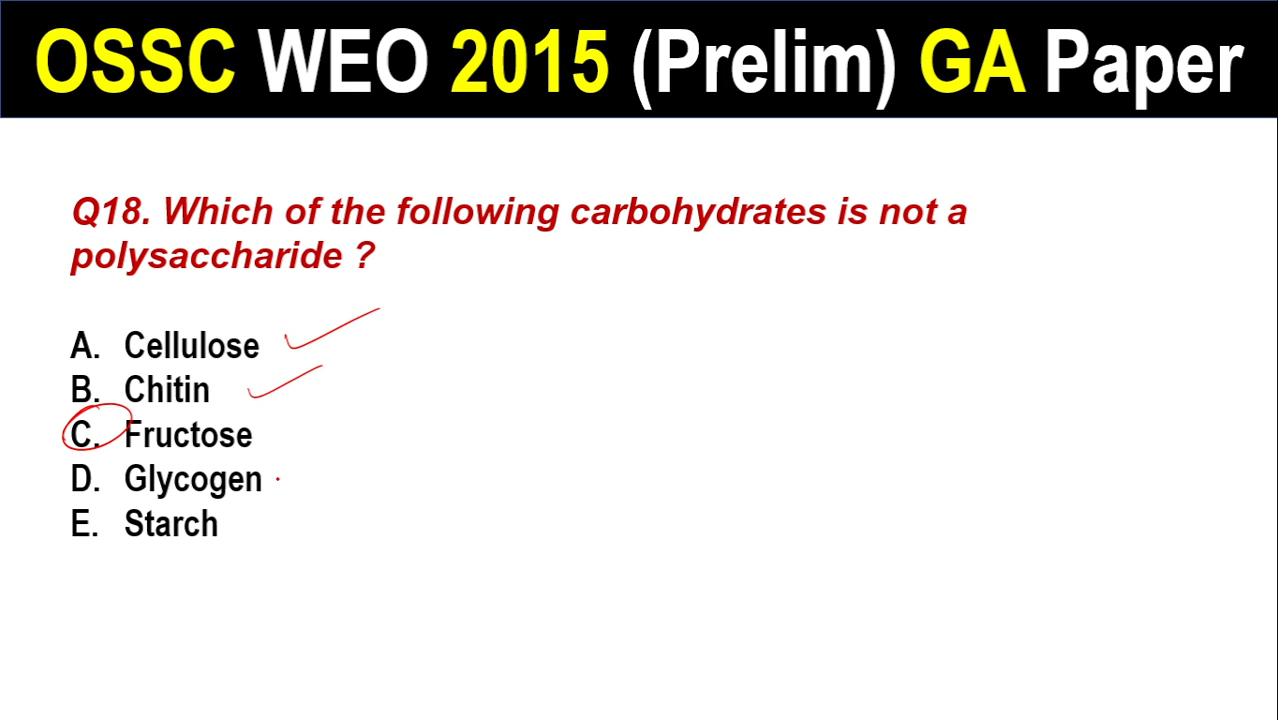 OSSC WEO 2015 (Prelim) GA Paper
Q18. Which of the following carbohydrates is not a
polysaccharide ?
A. Cellulose
B. Chitin
C. Fructose
D. Glycogen
E. Starch